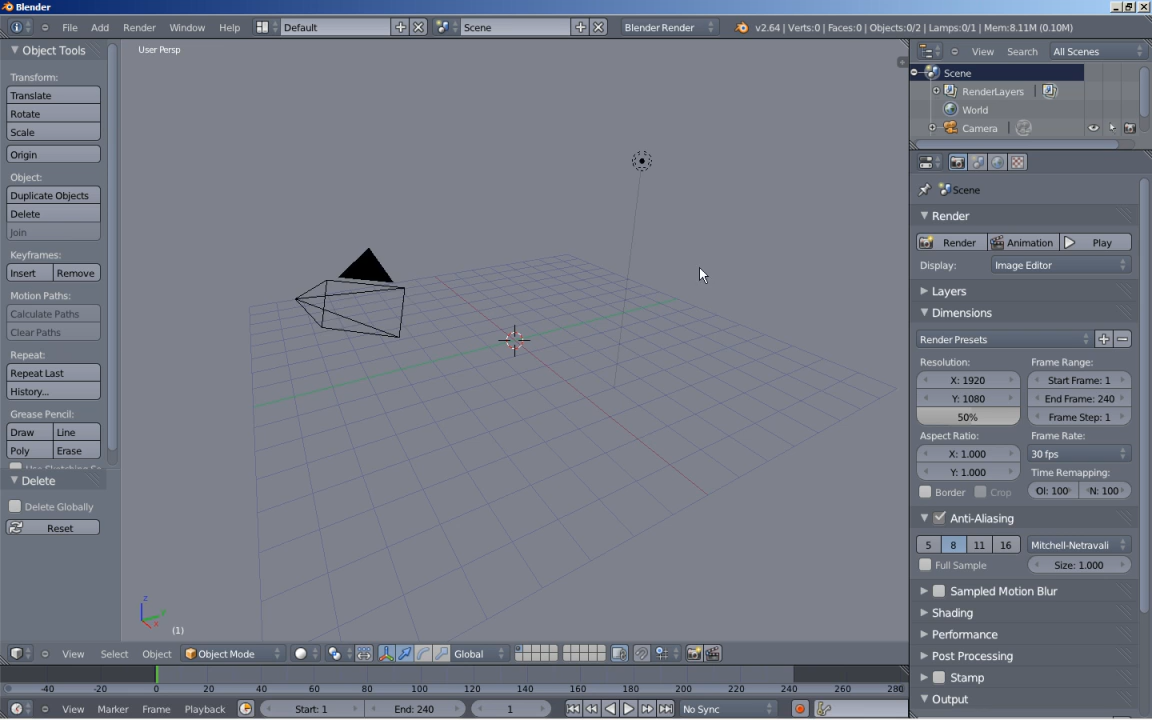 Blender
File Add Render Window Help Default Scene Blender Render v2.64 | Verts:0 | Faces:0 | Objects:0/2 | Lamps:0/1 | Mem:8.11M (0.10M)
Object Tools
Transform:
Translate
Rotate
Scale
Origin
Object:
Duplicate Objects
Delete
Join
Keyframes:
Insert Remove
Motion Paths:
Calculate Paths
Clear Paths
Repeat:
Repeat Last
History...
Grease Pencil:
Draw Line
Poly Erase
Delete
Delete Globally
Reset
User Persp
z
(1)
View Select Object Object Mode Global
-40 -20 0 20 40 60 80 100 120 140 160 180 200 220 240 260 280
View Marker Frame Playback Start: 1 End: 240 1 No Sync
View Search All Scenes
Scene
RenderLayers
World
Camera
Scene
Render
Render Animation Play
Display: Image Editor
Layers
Dimensions
Render Presets
Resolution: Frame Range:
X: 1920 Start Frame: 1
Y: 1080 End Frame: 240
50% Frame Step: 1
Aspect Ratio: Frame Rate:
X: 1.000 30 fps
Y: 1.000 Time Remapping:
Border Crop Ol: 100 N: 100
Anti-Aliasing
5 8 11 16 Mitchell-Netravali
Full Sample Size: 1.000
Sampled Motion Blur
Shading
Performance
Post Processing
Stamp
Output